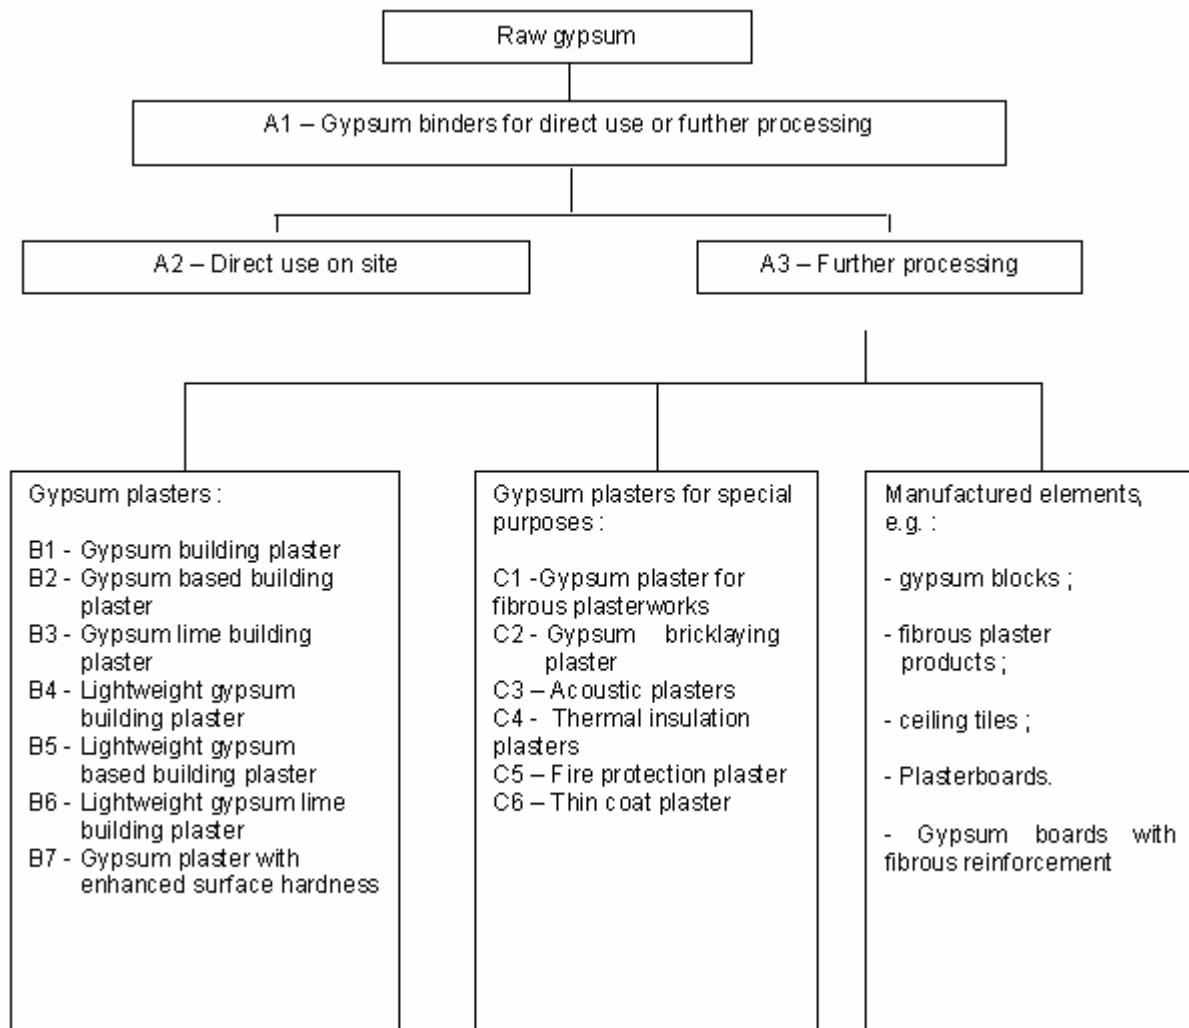 Raw gypsum
A1 – Gypsum binders for direct use or further processing
A2 – Direct use on site
A3 – Further processing
Gypsum plasters :
B1 - Gypsum building plaster
B2 - Gypsum based building
plaster
B3 - Gypsum lime building
plaster
B4 - Lightweight gypsum
building plaster
B5 - Lightweight gypsum
based building plaster
B6 - Lightweight gypsum lime
building plaster
B7 - Gypsum plaster with
enhanced surface hardness
Gypsum plasters for special
purposes :
C1 -Gypsum plaster for
fibrous plasterworks
C2 - Gypsum bricklaying
plaster
C3 – Acoustic plasters
C4 - Thermal insulation
plasters
C5 – Fire protection plaster
C6 – Thin coat plaster
Manufactured elements,
e.g. :
- gypsum blocks ;
- fibrous plaster
products ;
- ceiling tiles ;
- Plasterboards.
- Gypsum boards with
fibrous reinforcement